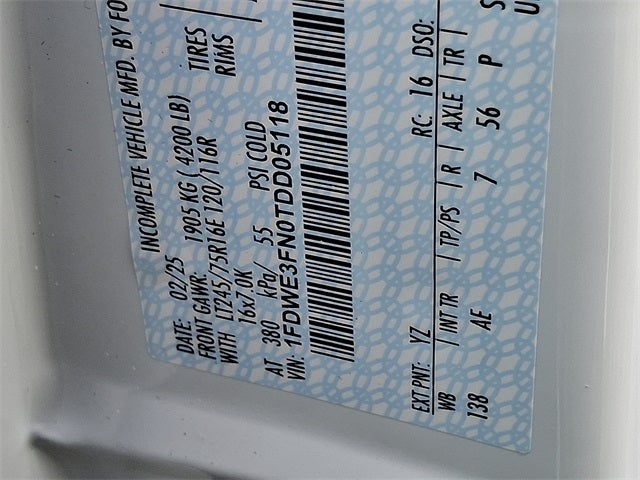 INCOMPLETE VEHICLE MFD. BY FO
DATE: 02/25
FRONT GAWR: 1905 KG ( 4200 LB)
WITH LT245/75R16E 120/116R TIRES
16x7.0K RIMS
AT 380 kPa/ 55 PSI COLD
VIN: 1FDWE3FN0TDD05118
EXT PNT: YZ RC: 16 DSO:
WB INT TR TP/PS R AXLE TR S
138 AE 7 56 P U